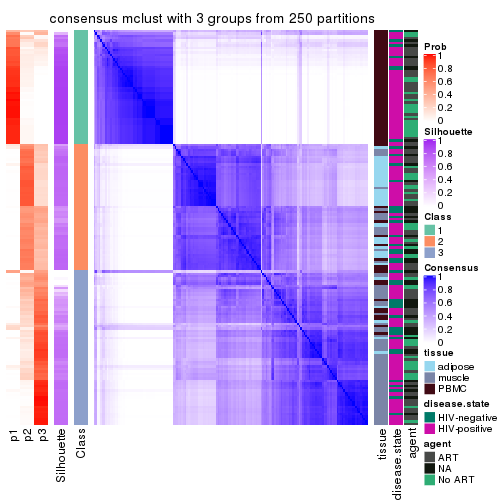 consensus mclust with 3 groups from 250 partitions
Prob
1
0.8
0.6
0.4
0.2
0
Silhouette
1
0.8
0.6
0.4
0.2
0
Class
1
2
3
Consensus
1
0.8
0.6
0.4
0.2
0
tissue
adipose
muscle
PBMC
disease.state
HIV-negative
HIV-positive
agent
ART
NA
No ART
p1
p2
p3
Silhouette
Class
tissue
disease.state
agent